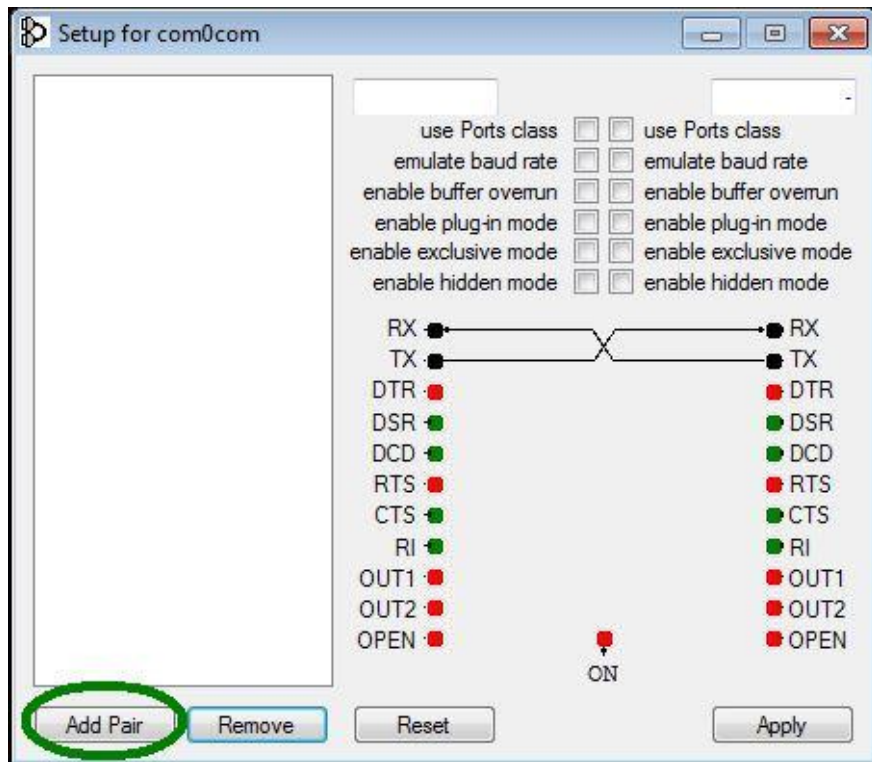 Setup for com0com
-
use Ports class use Ports class
emulate baud rate emulate baud rate
enable buffer overrun enable buffer overrun
enable plug-in mode enable plug-in mode
enable exclusive mode enable exclusive mode
enable hidden mode enable hidden mode
RX RX
TX TX
DTR DTR
DSR DSR
DCD DCD
RTS RTS
CTS CTS
RI RI
OUT1 OUT1
OUT2 OUT2
OPEN OPEN
ON
Add Pair Remove Reset Apply